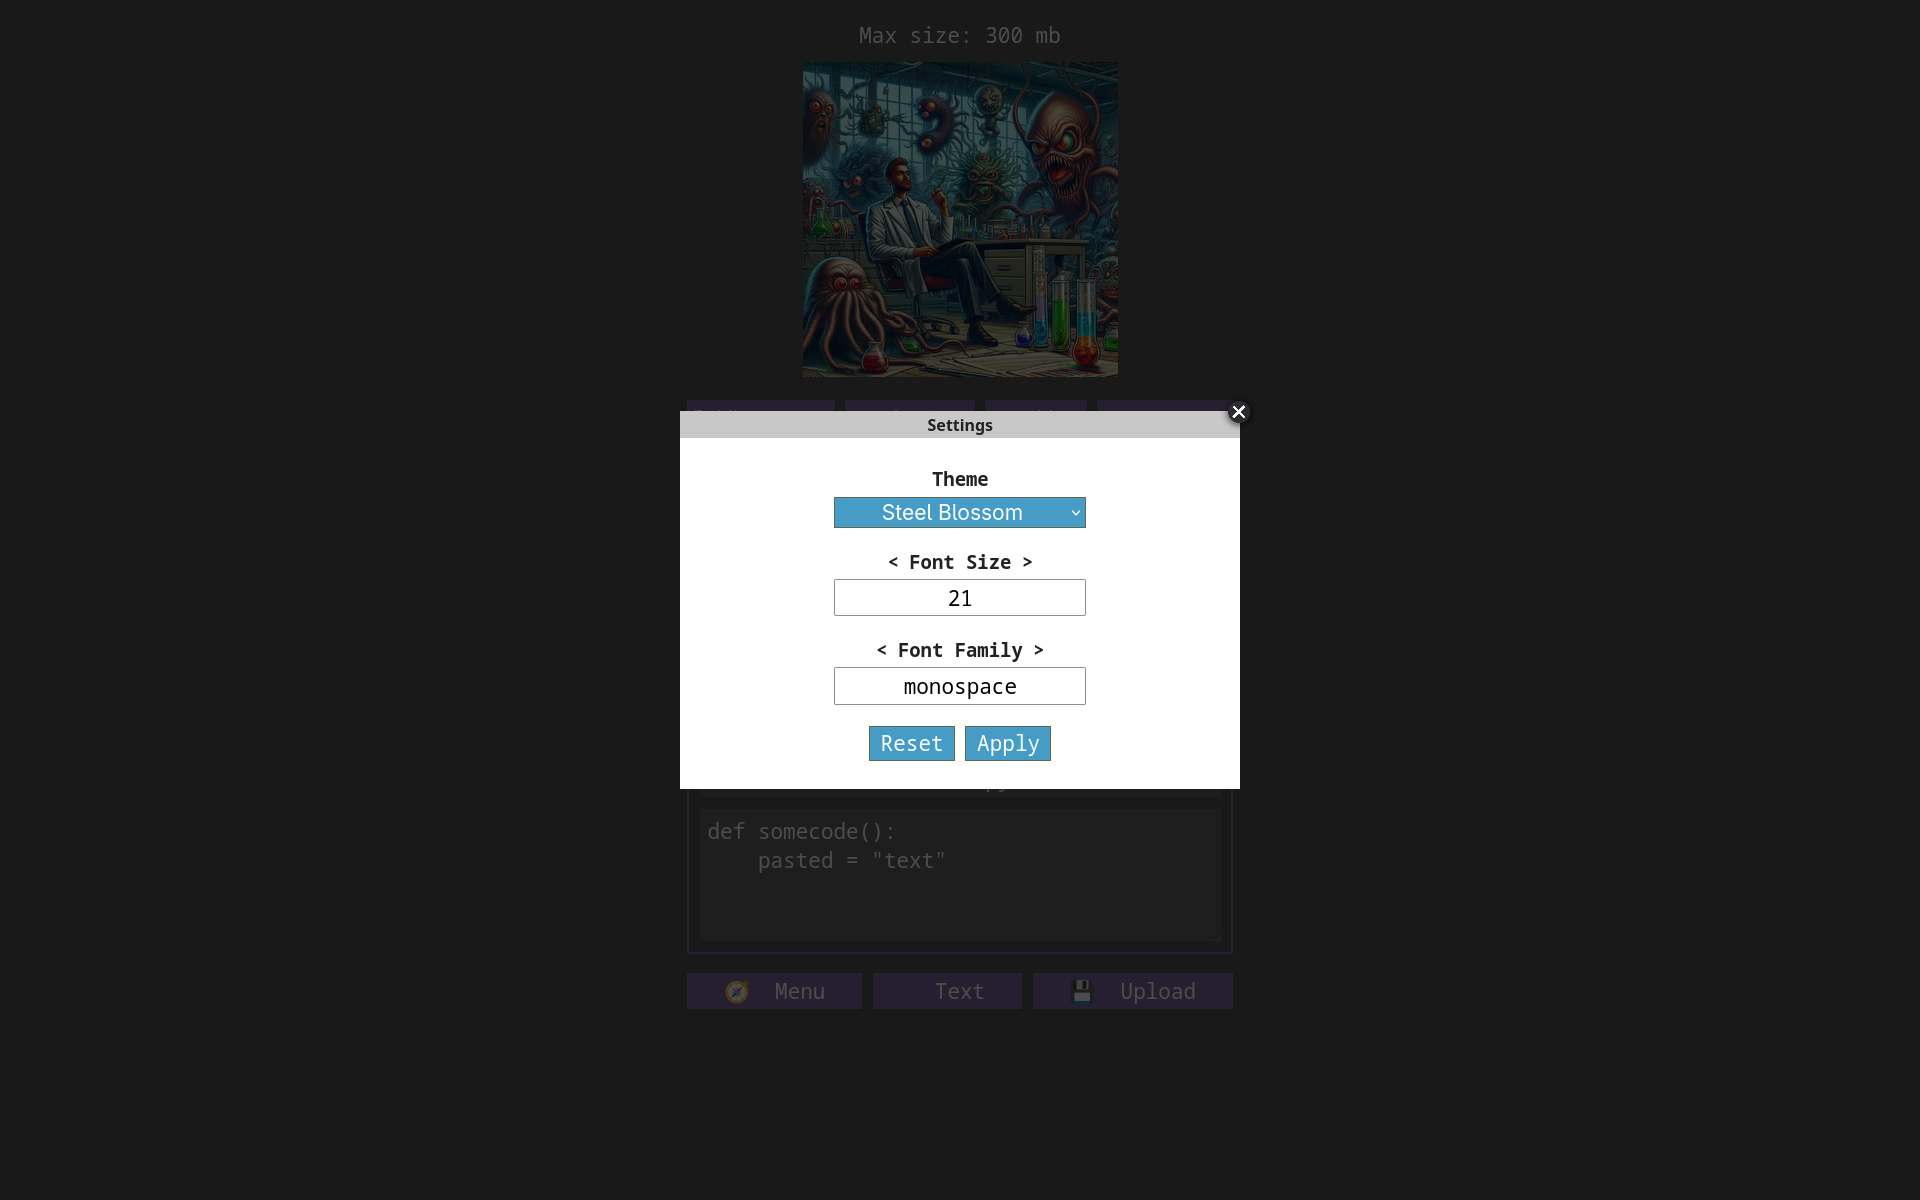 Max size: 300 mb
Settings
Theme
Steel Blossom
< Font Size >
21
< Font Family >
monospace
Reset Apply
def somecode():
    pasted = "text"
Menu Text Upload